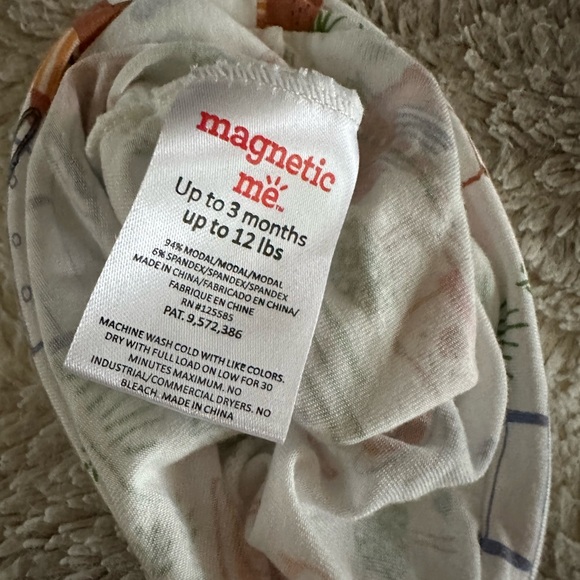 magnetic
me™
Up to 3 months
up to 12 lbs
94% MODAL/MODAL/MODAL
6% SPANDEX/SPANDEX/SPANDEX
MADE IN CHINA/FABRICADO EN CHINA/
FABRIQUE EN CHINE
RN #125585
PAT. 9,572,386
MACHINE WASH COLD WITH LIKE COLORS.
DRY WITH FULL LOAD ON LOW FOR 30
MINUTES MAXIMUM. NO
INDUSTRIAL/COMMERCIAL DRYERS. NO
BLEACH. MADE IN CHINA